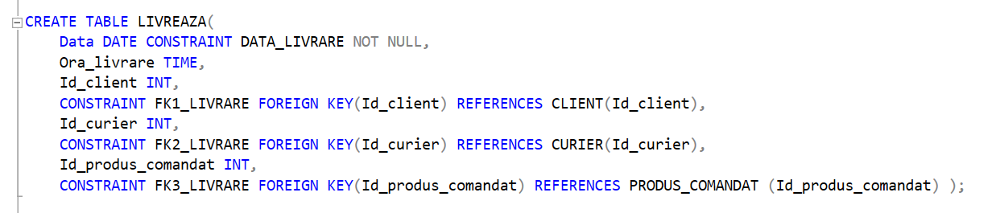 CREATE TABLE LIVREAZA(
Data DATE CONSTRAINT DATA_LIVRARE NOT NULL,
Ora_livrare TIME,
Id_client INT,
CONSTRAINT FK1_LIVRARE FOREIGN KEY(Id_client) REFERENCES CLIENT(Id_client),
Id_curier INT,
CONSTRAINT FK2_LIVRARE FOREIGN KEY(Id_curier) REFERENCES CURIER(Id_curier),
Id_produs_comandat INT,
CONSTRAINT FK3_LIVRARE FOREIGN KEY(Id_produs_comandat) REFERENCES PRODUS_COMANDAT (Id_produs_comandat) );